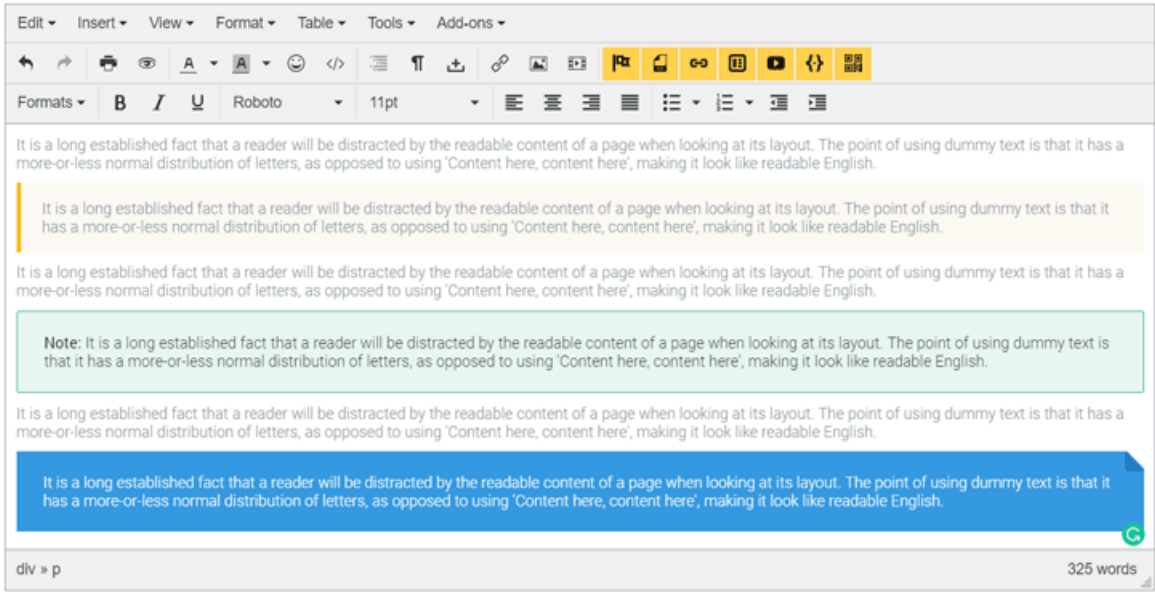 Edit Insert View Format Table Tools Add-ons
A A </>
Formats B I U Roboto 11pt
It is a long established fact that a reader will be distracted by the readable content of a page when looking at its layout. The point of using dummy text is that it has a
more-or-less normal distribution of letters, as opposed to using 'Content here, content here', making it look like readable English.
It is a long established fact that a reader will be distracted by the readable content of a page when looking at its layout. The point of using dummy text is that it
has a more-or-less normal distribution of letters, as opposed to using 'Content here, content here', making it look like readable English.
It is a long established fact that a reader will be distracted by the readable content of a page when looking at its layout. The point of using dummy text is that it has a
more-or-less normal distribution of letters, as opposed to using 'Content here, content here', making it look like readable English.
Note: It is a long established fact that a reader will be distracted by the readable content of a page when looking at its layout. The point of using dummy text is
that it has a more-or-less normal distribution of letters, as opposed to using 'Content here, content here', making it look like readable English.
It is a long established fact that a reader will be distracted by the readable content of a page when looking at its layout. The point of using dummy text is that it has a
more-or-less normal distribution of letters, as opposed to using 'Content here, content here', making it look like readable English.
It is a long established fact that a reader will be distracted by the readable content of a page when looking at its layout. The point of using dummy text is that it
has a more-or-less normal distribution of letters, as opposed to using 'Content here, content here', making it look like readable English.
div » p 325 words